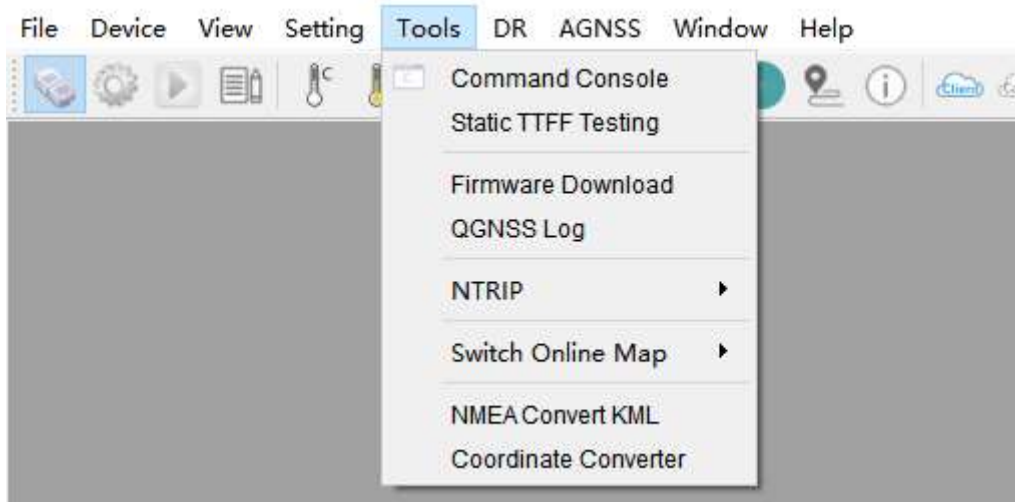 File Device View Setting Tools DR AGNSS Window Help
C
Client
Command Console
Static TTFF Testing
Firmware Download
QGNSS Log
NTRIP
Switch Online Map
NMEA Convert KML
Coordinate Converter